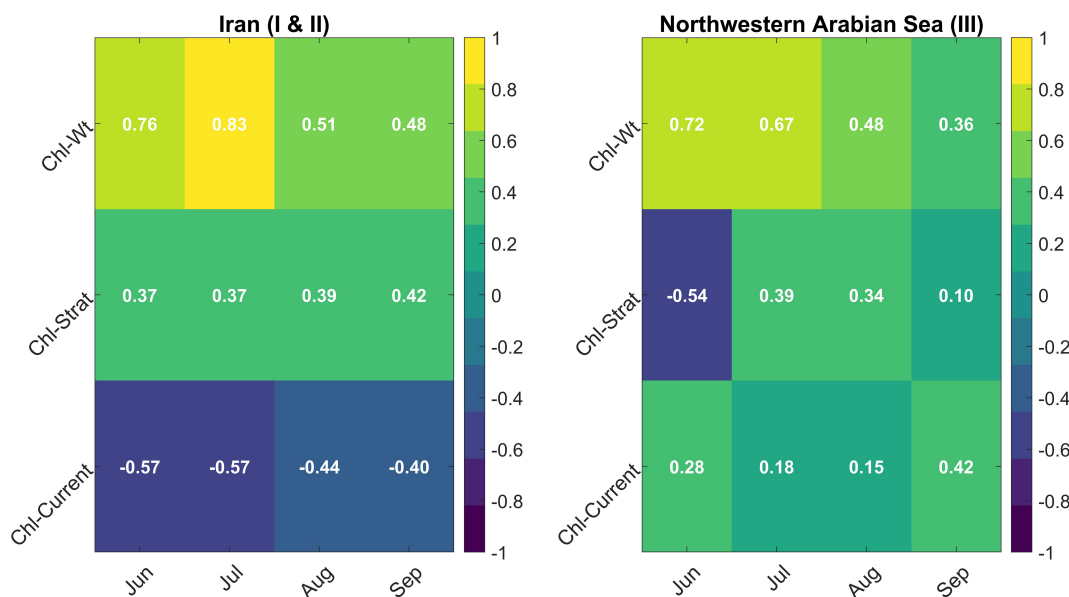 Iran (I & II)
Chl-Wt
0.76 0.83 0.51 0.48
Chl-Strat
0.37 0.37 0.39 0.42
Chl-Current
-0.57 -0.57 -0.44 -0.40
Jun Jul Aug Sep
1
0.8
0.6
0.4
0.2
0
-0.2
-0.4
-0.6
-0.8
-1
Northwestern Arabian Sea (III)
Chl-Wt
0.72 0.67 0.48 0.36
Chl-Strat
-0.54 0.39 0.34 0.10
Chl-Current
0.28 0.18 0.15 0.42
Jun Jul Aug Sep
1
0.8
0.6
0.4
0.2
0
-0.2
-0.4
-0.6
-0.8
-1